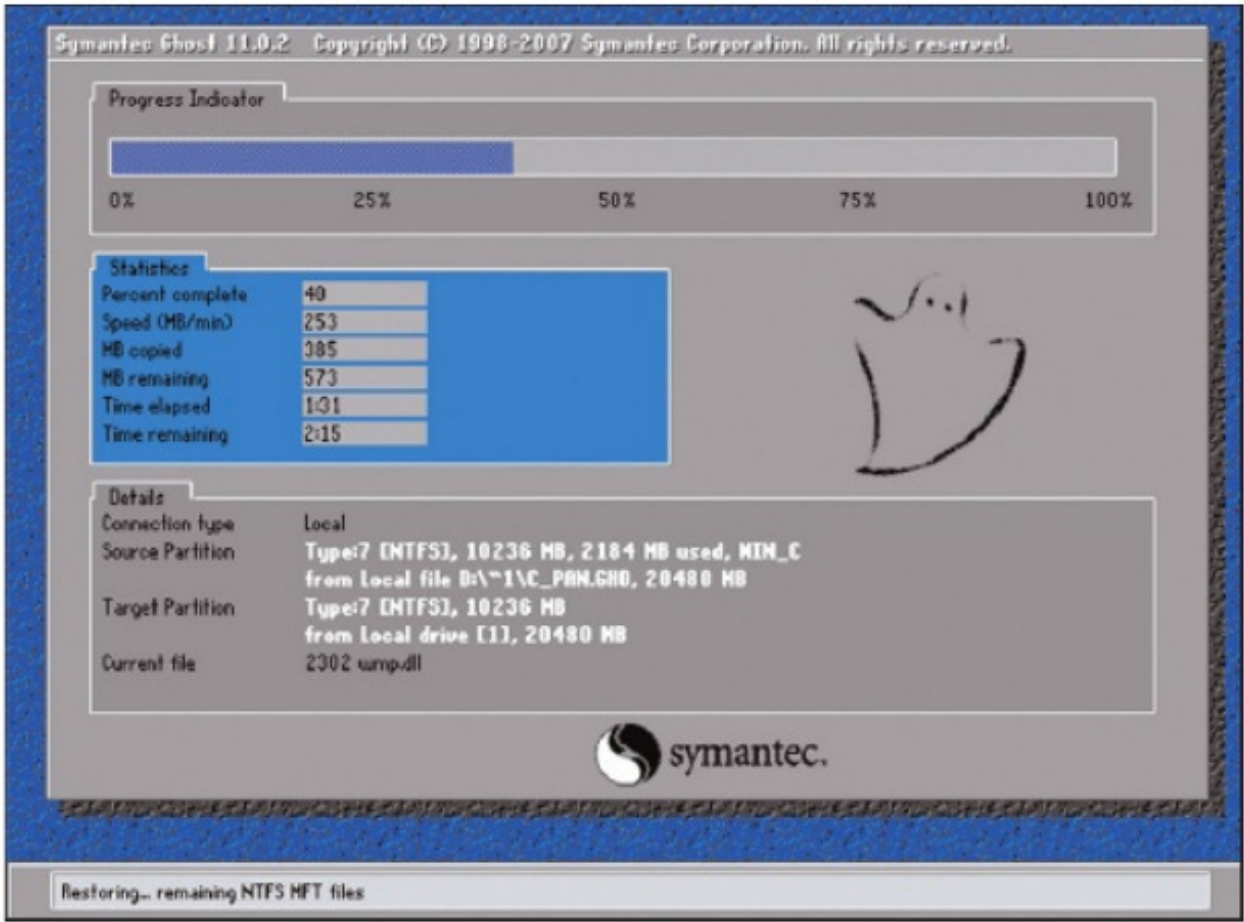 Symantec Ghost 11.0.2 Copyright (C) 1998-2007 Symantec Corporation. All rights reserved.
Progress Indicator
0% 25% 50% 75% 100%
Statistics
Percent complete 40
Speed (MB/min) 253
MB copied 385
MB remaining 573
Time elapsed 1:31
Time remaining 2:15
Details
Connection type Local
Source Partition Type:7 [NTFS], 10236 MB, 2184 MB used, WIN_C
from Local file D:\~1\C_PAN.GHO, 20480 MB
Target Partition Type:7 [NTFS], 10236 MB
from Local drive [1], 20480 MB
Current file 2302 wmp.dll
symantec.
Restoring... remaining NTFS MFT files